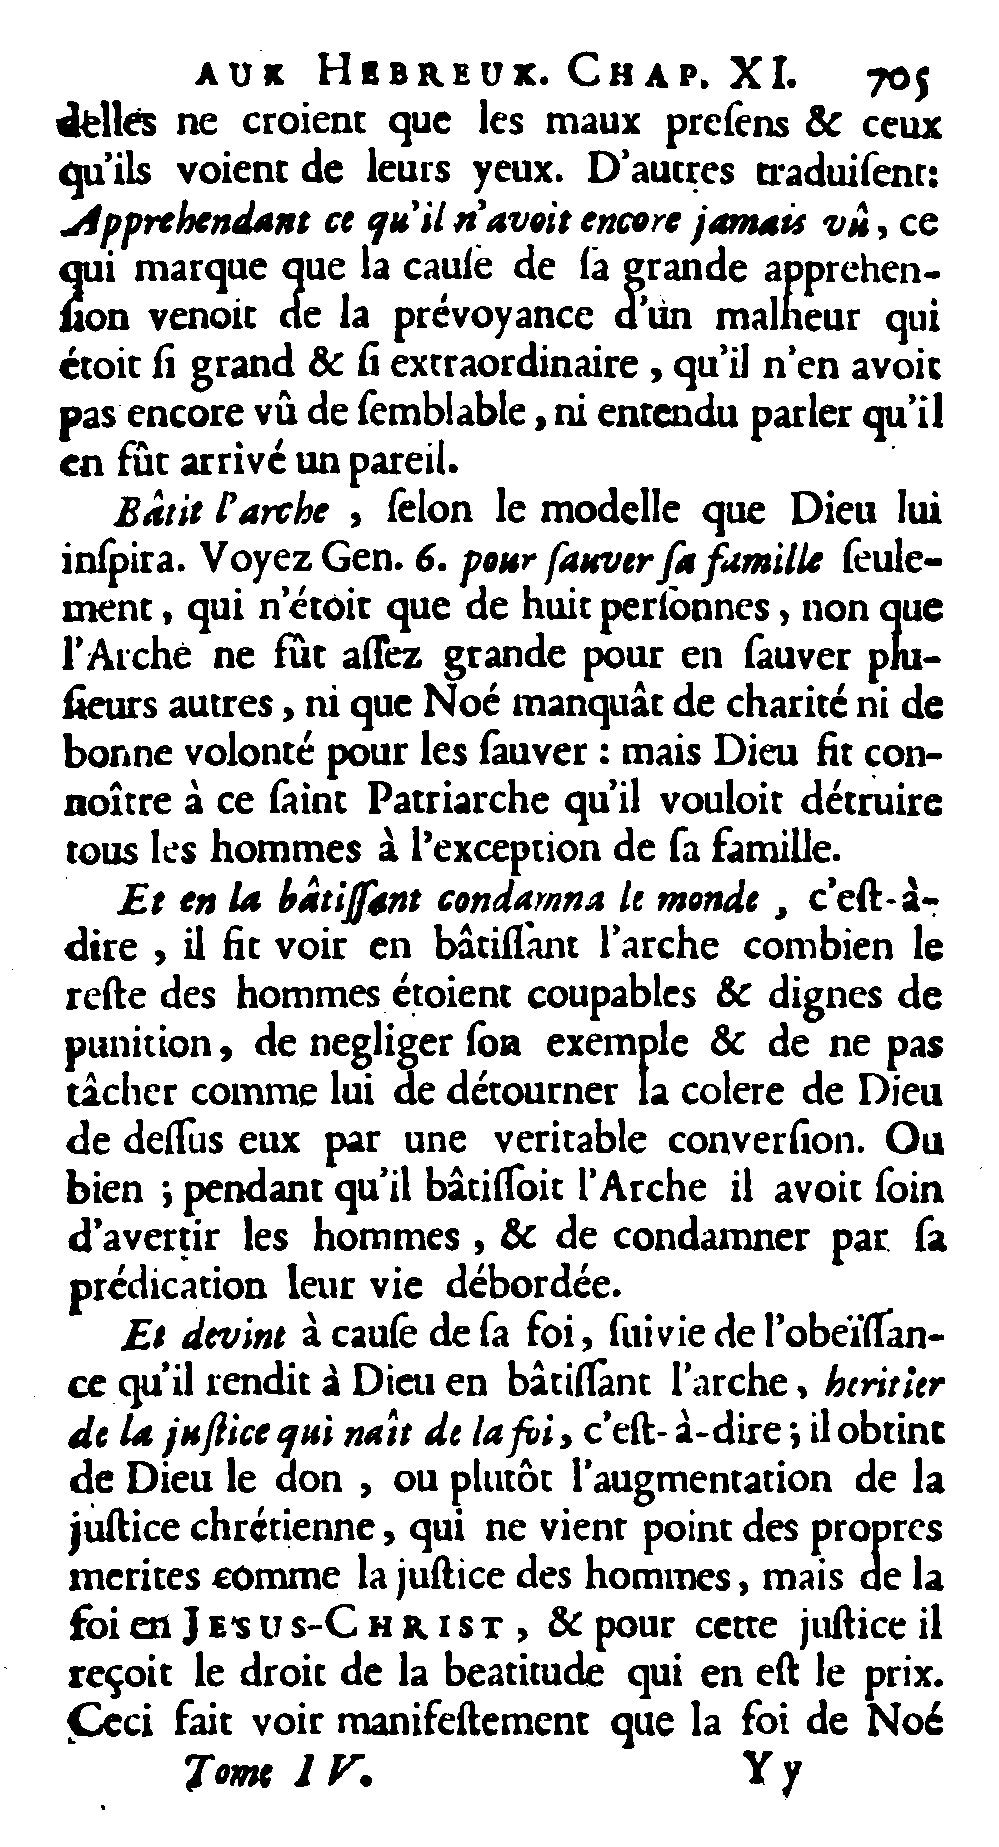 AUX HEBREUX. CHAP. XI. 705
delles ne croient que les maux preſens & ceux
qu'ils voient de leurs yeux. D'autres traduiſent:
Apprehendant ce qu'il n'avoit encore jamais vû, ce
qui marque que la cauſe de ſa grande apprehen-
ſion venoit de la prévoyance d'un malheur qui
étoit ſi grand & ſi extraordinaire, qu'il n'en avoit
pas encore vû de ſemblable, ni entendu parler qu'il
en fût arrivé un pareil.
Bâtit l'arche, ſelon le modelle que Dieu lui
inſpira. Voyez Gen. 6. pour ſauver ſa famille ſeule-
ment, qui n'étoit que de huit perſonnes, non que
l'Arche ne fût aſſez grande pour en ſauver plu-
ſieurs autres, ni que Noé manquât de charité ni de
bonne volonté pour les ſauver : mais Dieu fit con-
noître à ce ſaint Patriarche qu'il vouloit détruire
tous les hommes à l'exception de ſa famille.
Et en la bâtiſſant condamna le monde, c'eſt-à-
dire, il fit voir en bâtiſſant l'arche combien le
reſte des hommes étoient coupables & dignes de
punition, de negliger ſon exemple & de ne pas
tâcher comme lui de détourner la colere de Dieu
de deſſus eux par une veritable converſion. Ou
bien ; pendant qu'il bâtiſſoit l'Arche il avoit ſoin
d'avertir les hommes, & de condamner par ſa
prédication leur vie débordée.
Et devint à cauſe de ſa foi, ſuivie de l'obeïſſan-
ce qu'il rendit à Dieu en bâtiſſant l'arche, heritier
de la juſtice qui naît de la foi, c'eſt-à-dire ; il obtint
de Dieu le don, ou plutôt l'augmentation de la
juſtice chrétienne, qui ne vient point des propres
merites comme la juſtice des hommes, mais de la
foi en JESUS-CHRIST, & pour cette juſtice il
reçoit le droit de la beatitude qui en eſt le prix.
Ceci fait voir manifeſtement que la foi de Noé
Tome IV. Yy